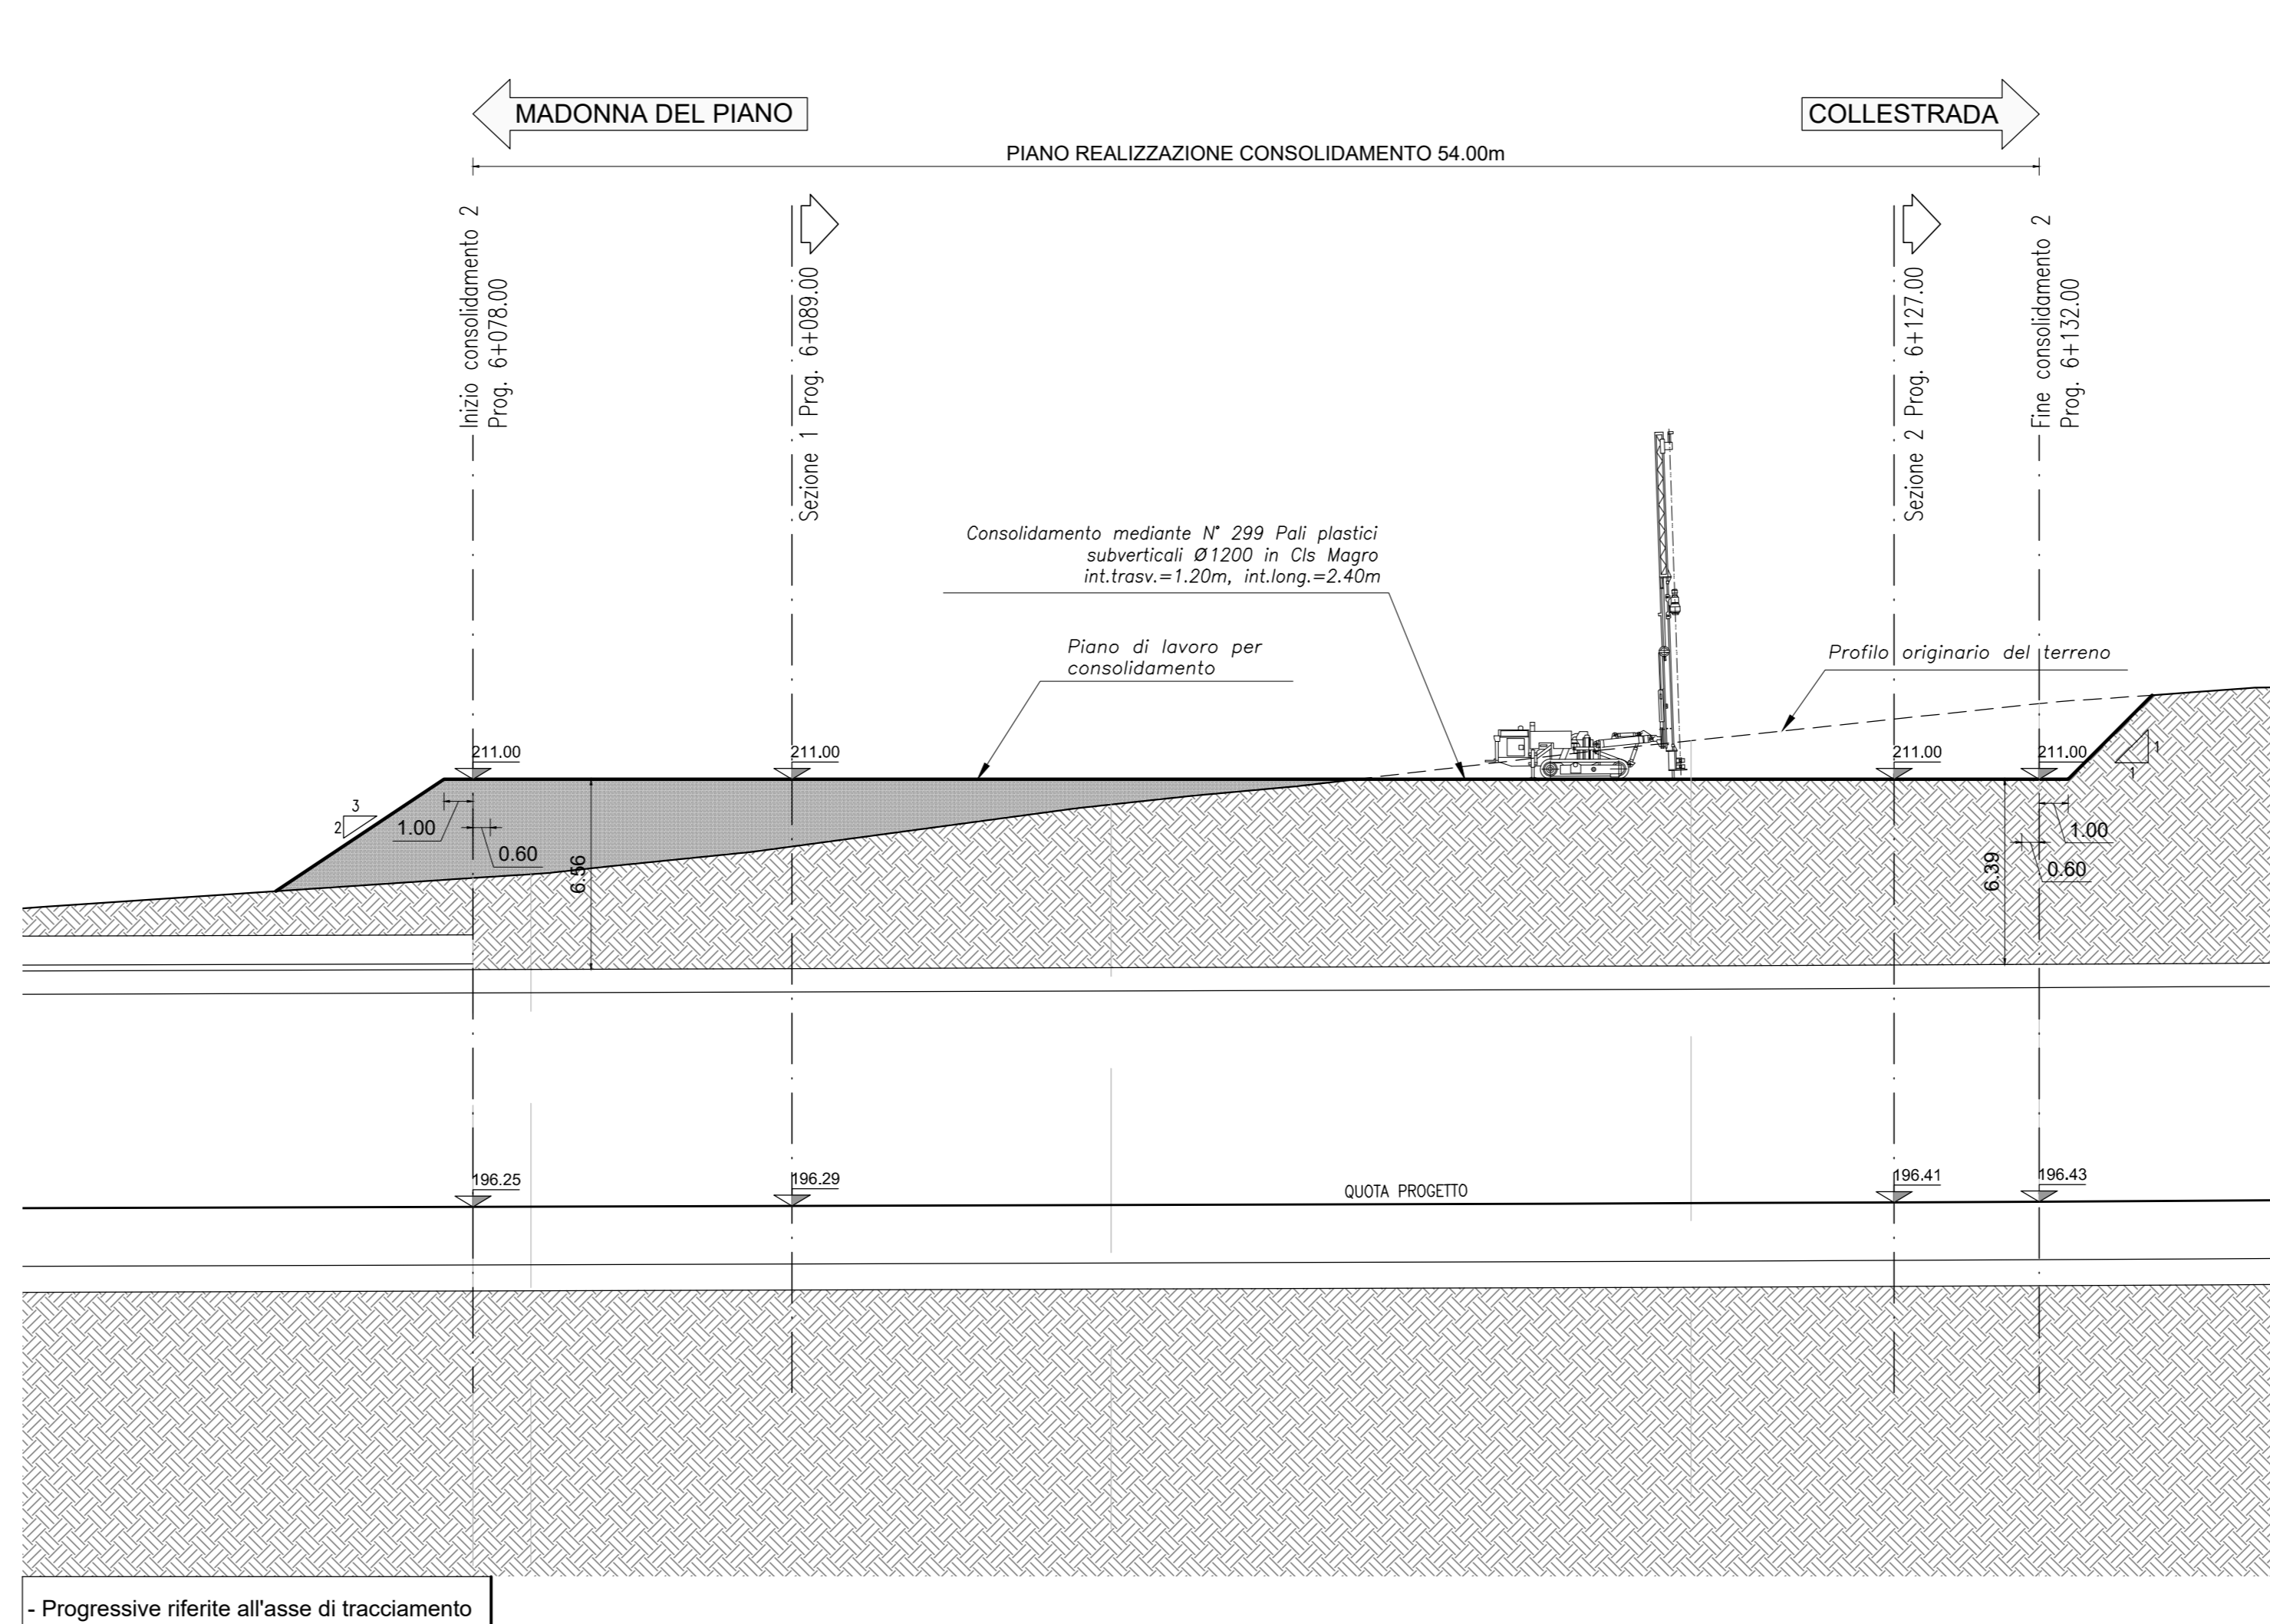 MADONNA DEL PIANO
COLLESTRADA
PIANO REALIZZAZIONE CONSOLIDAMENTO 54.00m
Inizio consolidamento 2
Prog. 6+078.00
Sezione 1 Prog. 6+089.00
Sezione 2 Prog. 6+127.00
Fine consolidamento 2
Prog. 6+132.00
Consolidamento mediante N° 299 Pali plastici
subverticali Ø1200 in Cls Magro
int.trasv.=1.20m, int.long.=2.40m
Piano di lavoro per
consolidamento
Profilo originario del terreno
211.00
211.00
211.00
211.00
1
1
3
2
1.00
0.60
6.56
6.39
1.00
0.60
196.25
196.29
QUOTA PROGETTO
196.41
196.43
- Progressive riferite all'asse di tracciamento